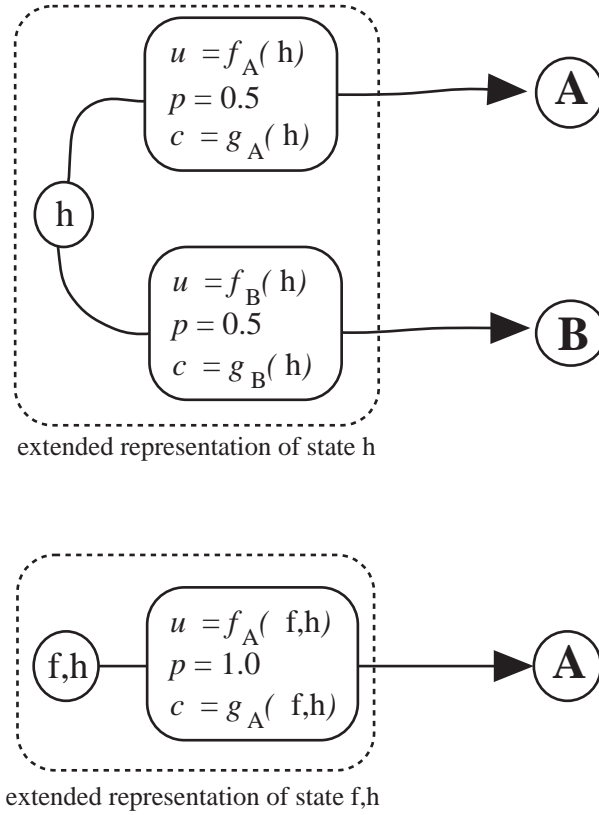 u = f_A( h)
p = 0.5
c = g_A( h)
A
h
u = f_B( h)
p = 0.5
c = g_B( h)
B
extended representation of state h
u = f_A( f,h)
p = 1.0
c = g_A( f,h)
f,h
A
extended representation of state f,h